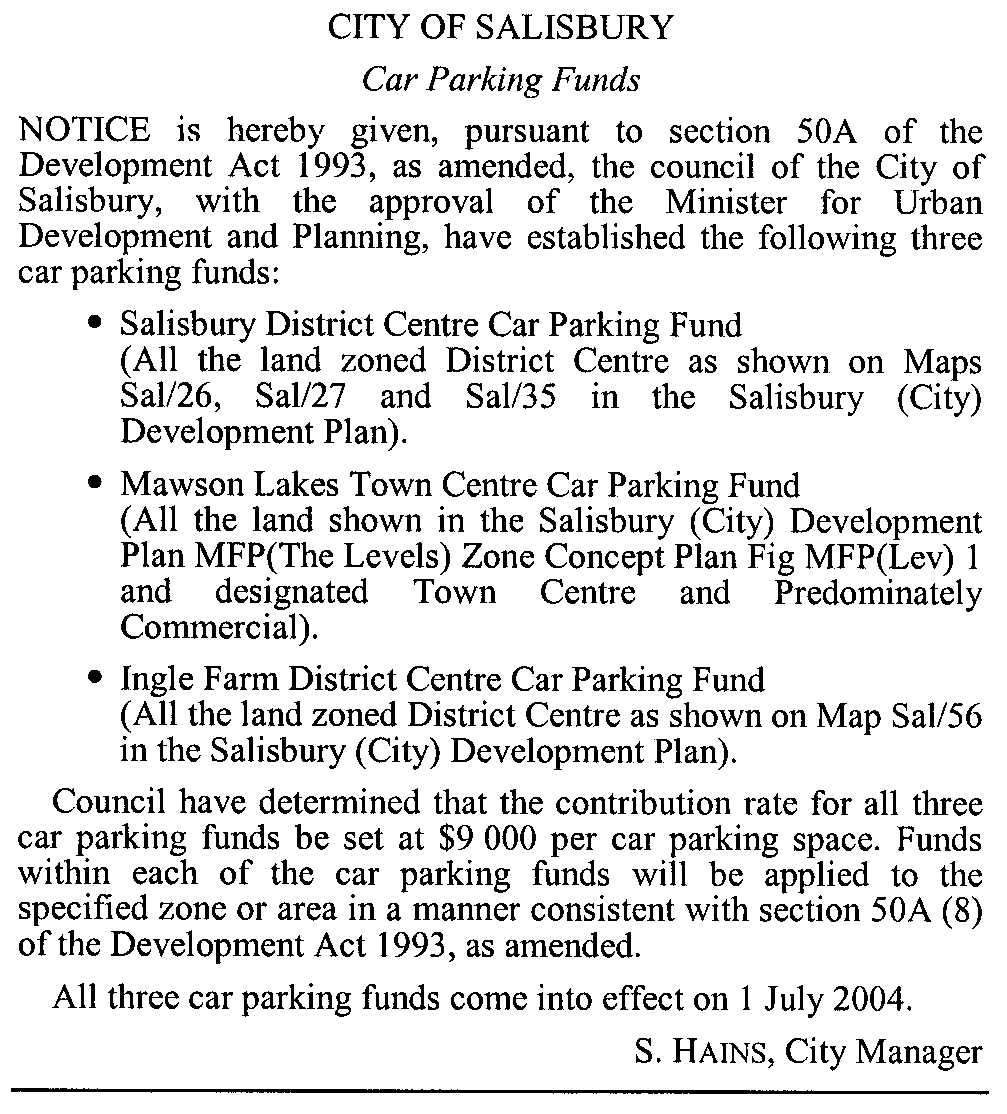 CITY OF SALISBURY
Car Parking Funds
NOTICE is hereby given, pursuant to section 50A of the
Development Act 1993, as amended, the council of the City of
Salisbury, with the approval of the Minister for Urban
Development and Planning, have established the following three
car parking funds:
• Salisbury District Centre Car Parking Fund
(All the land zoned District Centre as shown on Maps
Sal/26, Sal/27 and Sal/35 in the Salisbury (City)
Development Plan).
• Mawson Lakes Town Centre Car Parking Fund
(All the land shown in the Salisbury (City) Development
Plan MFP(The Levels) Zone Concept Plan Fig MFP(Lev) 1
and designated Town Centre and Predominately
Commercial).
• Ingle Farm District Centre Car Parking Fund
(All the land zoned District Centre as shown on Map Sal/56
in the Salisbury (City) Development Plan).
Council have determined that the contribution rate for all three
car parking funds be set at $9 000 per car parking space. Funds
within each of the car parking funds will be applied to the
specified zone or area in a manner consistent with section 50A (8)
of the Development Act 1993, as amended.
All three car parking funds come into effect on 1 July 2004.
S. HAINS, City Manager